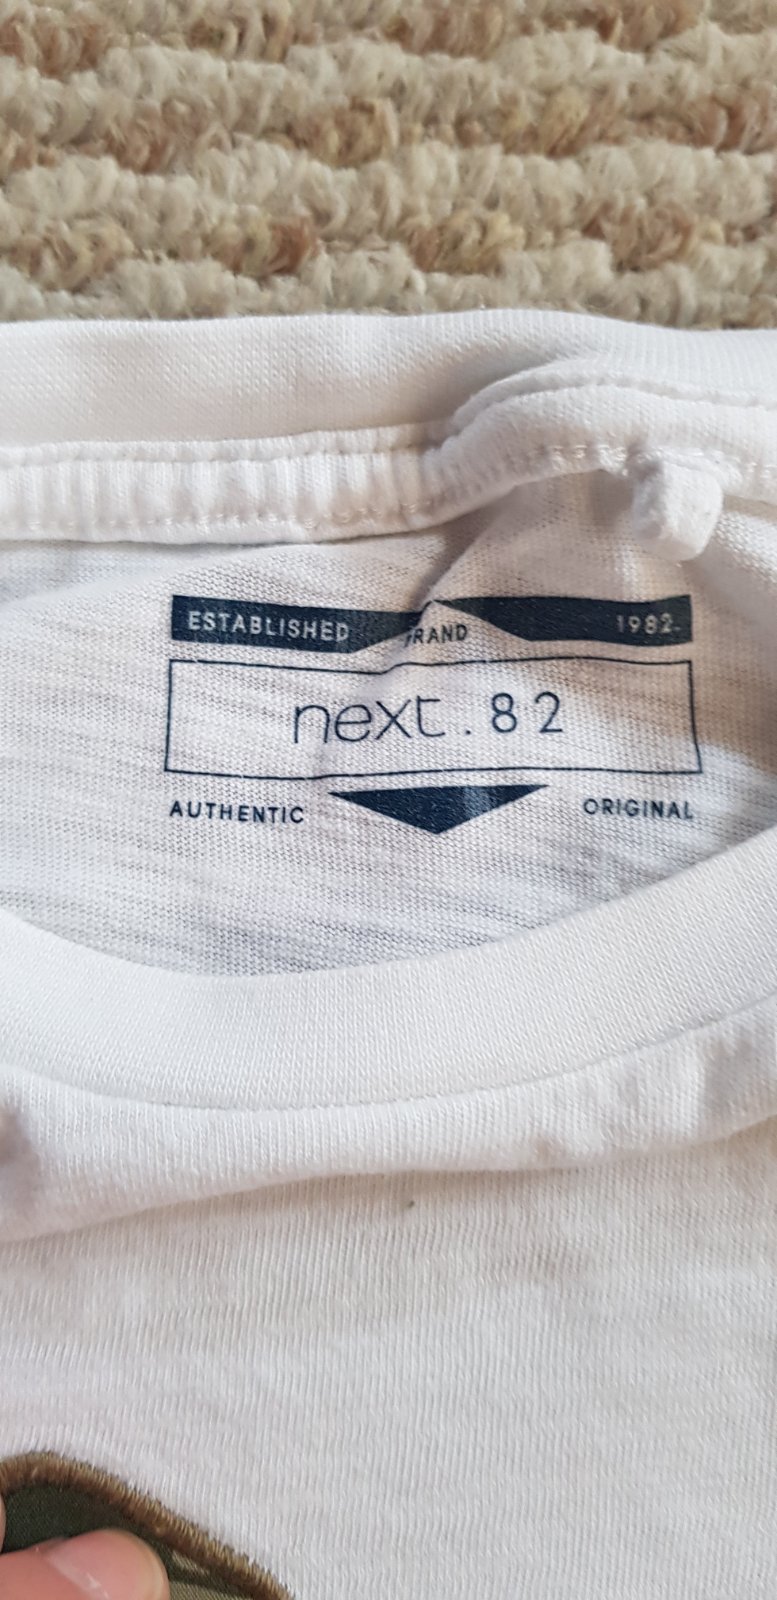 ESTABLISHED BRAND 1982.
next.82
AUTHENTIC ORIGINAL